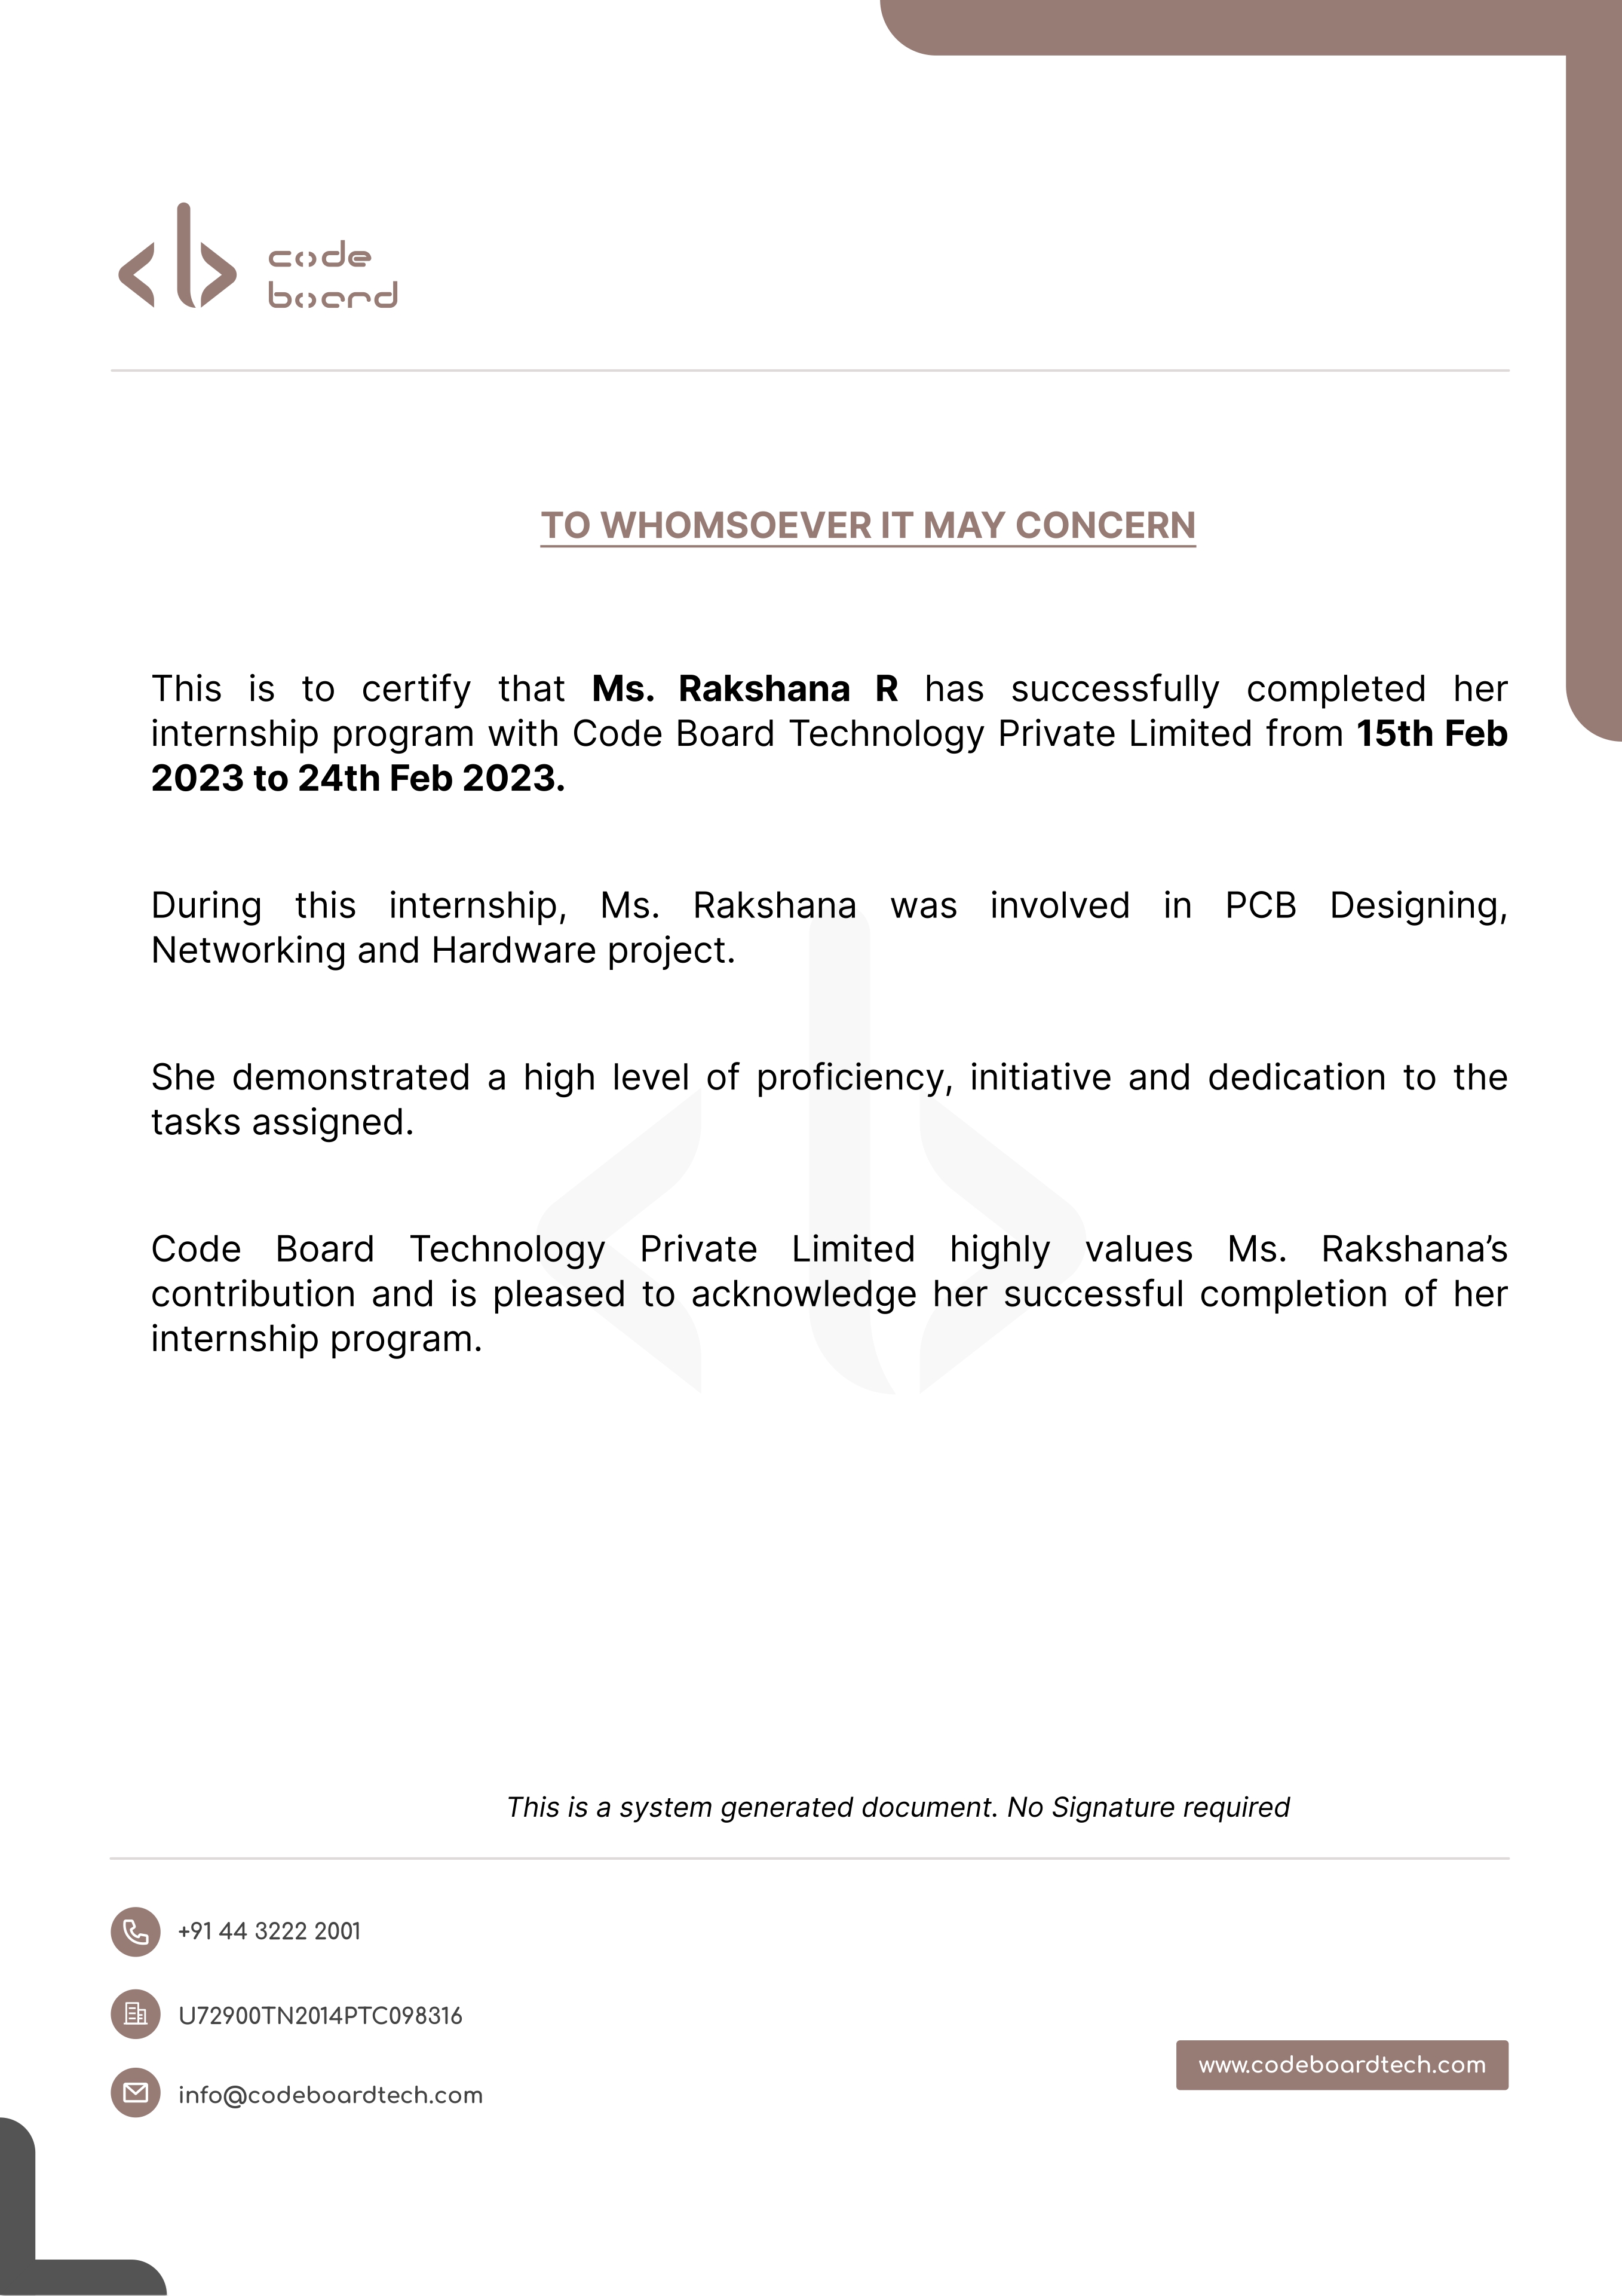 code
board
TO WHOMSOEVER IT MAY CONCERN
This is to certify that Ms. Rakshana R has successfully completed her
internship program with Code Board Technology Private Limited from 15th Feb
2023 to 24th Feb 2023.
During this internship, Ms. Rakshana was involved in PCB Designing,
Networking and Hardware project.
She demonstrated a high level of proficiency, initiative and dedication to the
tasks assigned.
Code Board Technology Private Limited highly values Ms. Rakshana’s
contribution and is pleased to acknowledge her successful completion of her
internship program.
This is a system generated document. No Signature required
+91 44 3222 2001
U72900TN2014PTC098316
info@codeboardtech.com
www.codeboardtech.com